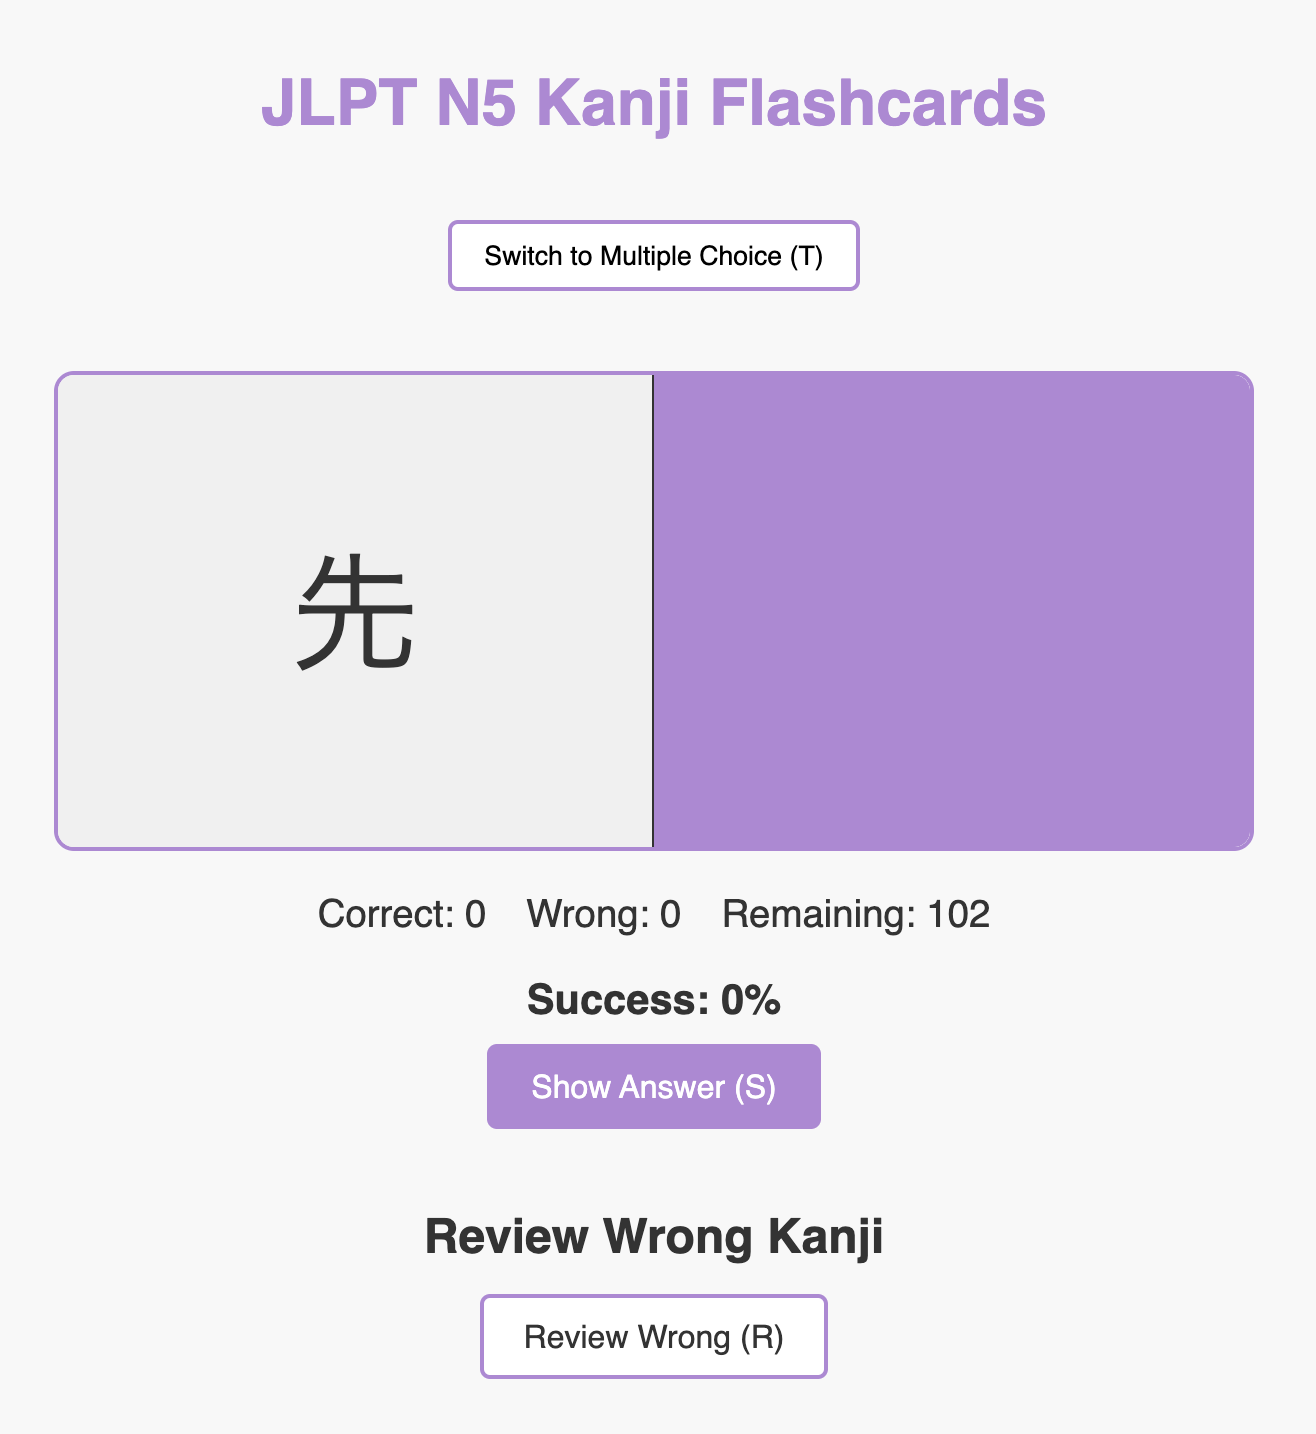 JLPT N5 Kanji Flashcards
Switch to Multiple Choice (T)
先
Correct: 0 Wrong: 0 Remaining: 102
Success: 0%
Show Answer (S)
Review Wrong Kanji
Review Wrong (R)